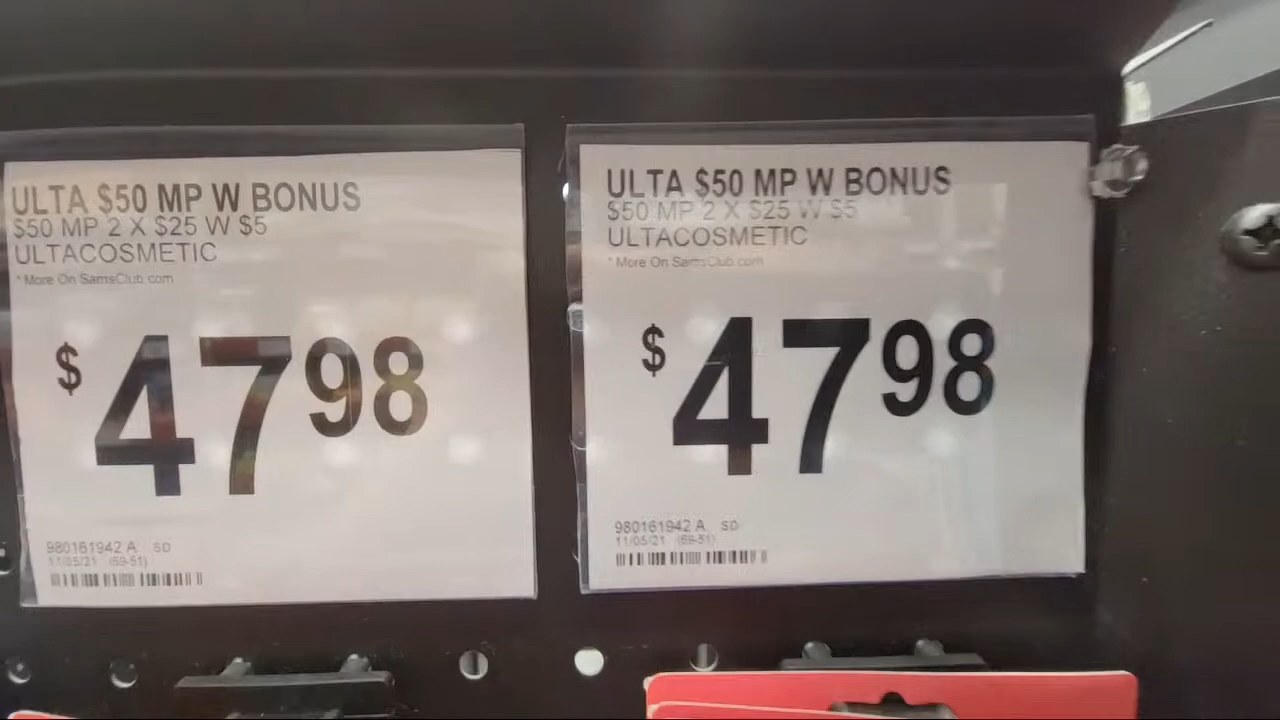 ULTA $50 MP W BONUS
$50 MP 2 X $25 W $5
ULTACOSMETIC
* More On SamsClub.com
$4798
980161942 A SD
11/05/21 (69-51)
ULTA $50 MP W BONUS
$50 MP 2 X $25 W $5
ULTACOSMETIC
* More On SamsClub.com
$4798
980161942 A SD
11/05/21 (69-51)